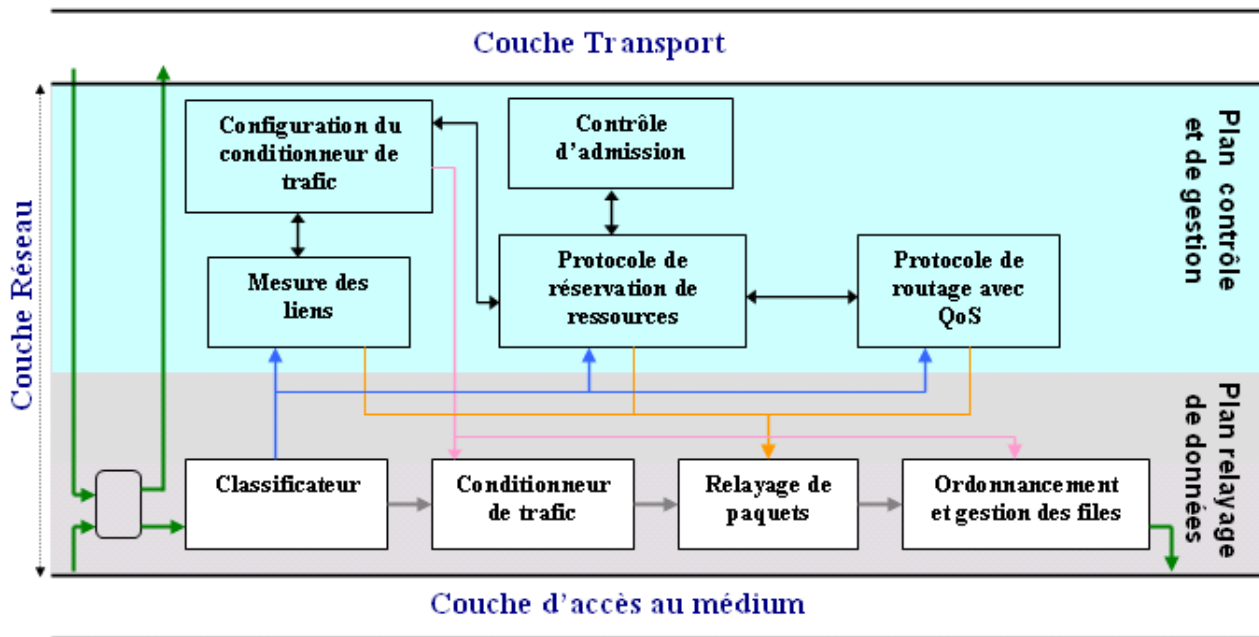 Couche Transport
Couche Réseau
Plan contrôle
et de gestion
Configuration du
conditionneur de
trafic
Contrôle
d'admission
Mesure des
liens
Protocole de
réservation de
ressources
Protocole de
routage avec
QoS
Plan relayage
de données
Classificateur
Conditionneur
de trafic
Relayage de
paquets
Ordonnancement
et gestion des files
Couche d'accès au médium